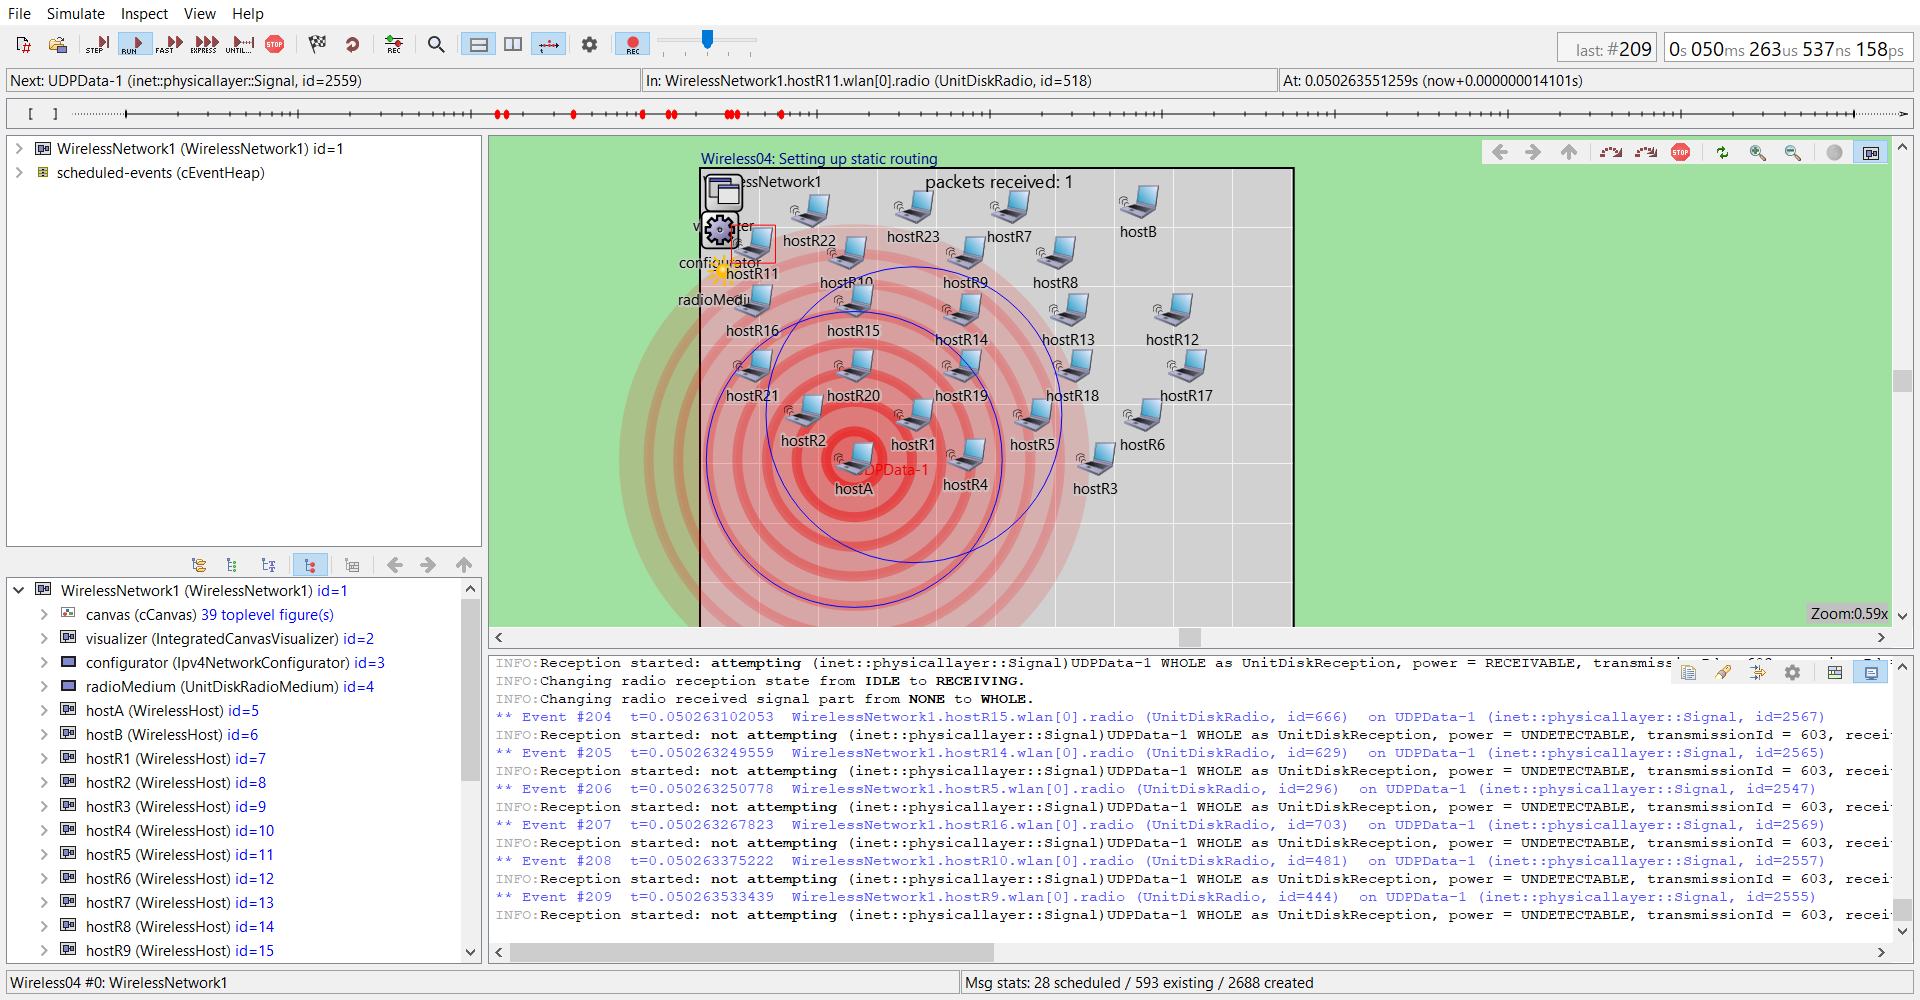 File Simulate Inspect View Help
STEP RUN FAST EXPRESS UNTIL... STOP REC REC
last: #209 0s 050ms 263us 537ns 158ps
Next: UDPData-1 (inet::physicallayer::Signal, id=2559) In: WirelessNetwork1.hostR11.wlan[0].radio (UnitDiskRadio, id=518) At: 0.050263551259s (now+0.000000014101s)
[ ]
WirelessNetwork1 (WirelessNetwork1) id=1
scheduled-events (cEventHeap)
Wireless04: Setting up static routing
STOP
packets received: 1
hostR22
hostR23
hostR7
hostB
hostR11
hostR10
hostR9
hostR8
configurator
hostR16
hostR15
hostR14
hostR13
hostR12
hostR21
hostR20
hostR19
hostR18
hostR17
hostR2
hostR1
hostR5
hostR6
hostA
hostR4
hostR3
Zoom:0.59x
WirelessNetwork1 (WirelessNetwork1) id=1
canvas (cCanvas) 39 toplevel figure(s)
visualizer (IntegratedCanvasVisualizer) id=2
configurator (Ipv4NetworkConfigurator) id=3
radioMedium (UnitDiskRadioMedium) id=4
hostA (WirelessHost) id=5
hostB (WirelessHost) id=6
hostR1 (WirelessHost) id=7
hostR2 (WirelessHost) id=8
hostR3 (WirelessHost) id=9
hostR4 (WirelessHost) id=10
hostR5 (WirelessHost) id=11
hostR6 (WirelessHost) id=12
hostR7 (WirelessHost) id=13
hostR8 (WirelessHost) id=14
hostR9 (WirelessHost) id=15
INFO:Reception started: attempting (inet::physicallayer::Signal)UDPData-1 WHOLE as UnitDiskReception, power = RECEIVABLE,
INFO:Changing radio reception state from IDLE to RECEIVING.
INFO:Changing radio received signal part from NONE to WHOLE.
** Event #204 t=0.050263102053 WirelessNetwork1.hostR15.wlan[0].radio (UnitDiskRadio, id=666) on UDPData-1 (inet::physicallayer::Signal, id=2567)
INFO:Reception started: not attempting (inet::physicallayer::Signal)UDPData-1 WHOLE as UnitDiskReception, power = UNDETECTABLE, transmissionId = 603, recei
** Event #205 t=0.050263249559 WirelessNetwork1.hostR14.wlan[0].radio (UnitDiskRadio, id=629) on UDPData-1 (inet::physicallayer::Signal, id=2565)
INFO:Reception started: not attempting (inet::physicallayer::Signal)UDPData-1 WHOLE as UnitDiskReception, power = UNDETECTABLE, transmissionId = 603, recei
** Event #206 t=0.050263250778 WirelessNetwork1.hostR5.wlan[0].radio (UnitDiskRadio, id=296) on UDPData-1 (inet::physicallayer::Signal, id=2547)
INFO:Reception started: not attempting (inet::physicallayer::Signal)UDPData-1 WHOLE as UnitDiskReception, power = UNDETECTABLE, transmissionId = 603, recei
** Event #207 t=0.050263267823 WirelessNetwork1.hostR16.wlan[0].radio (UnitDiskRadio, id=703) on UDPData-1 (inet::physicallayer::Signal, id=2569)
INFO:Reception started: not attempting (inet::physicallayer::Signal)UDPData-1 WHOLE as UnitDiskReception, power = UNDETECTABLE, transmissionId = 603, recei
** Event #208 t=0.050263375222 WirelessNetwork1.hostR10.wlan[0].radio (UnitDiskRadio, id=481) on UDPData-1 (inet::physicallayer::Signal, id=2557)
INFO:Reception started: not attempting (inet::physicallayer::Signal)UDPData-1 WHOLE as UnitDiskReception, power = UNDETECTABLE, transmissionId = 603, recei
** Event #209 t=0.050263533439 WirelessNetwork1.hostR9.wlan[0].radio (UnitDiskRadio, id=444) on UDPData-1 (inet::physicallayer::Signal, id=2555)
INFO:Reception started: not attempting (inet::physicallayer::Signal)UDPData-1 WHOLE as UnitDiskReception, power = UNDETECTABLE, transmissionId = 603, recei
Wireless04 #0: WirelessNetwork1 Msg stats: 28 scheduled / 593 existing / 2688 created